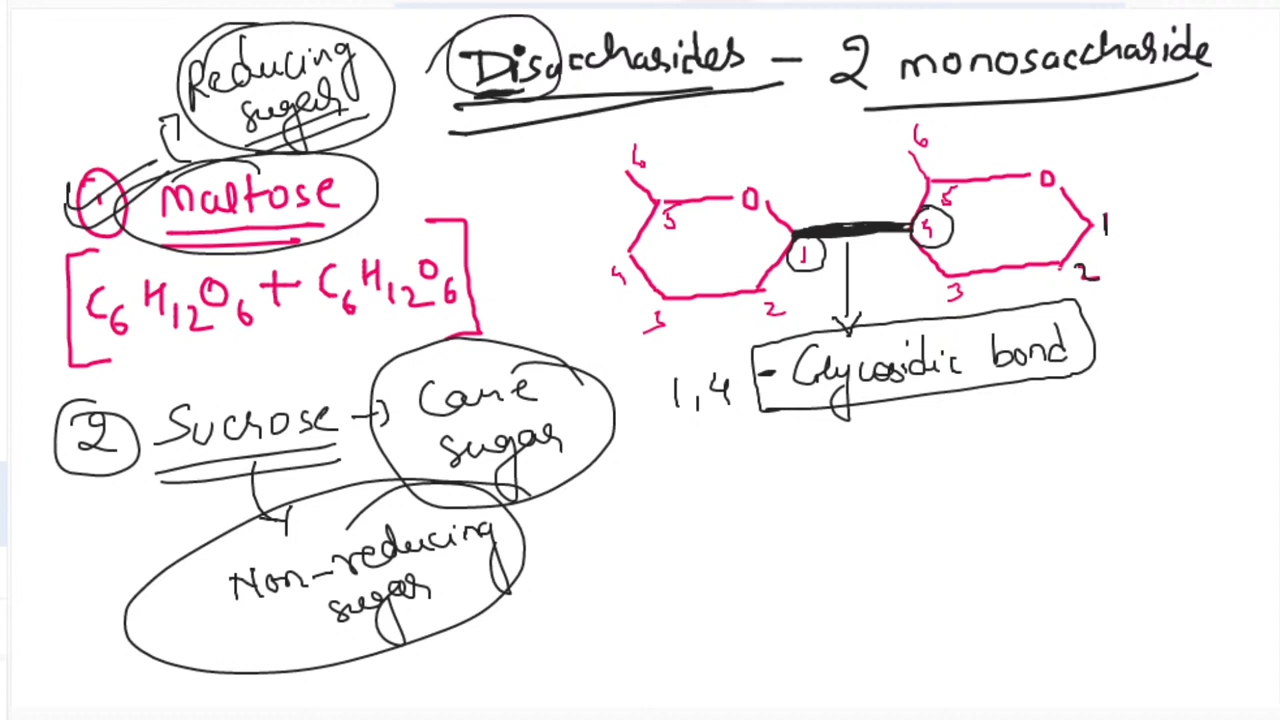 Disaccharides - 2 monosaccharide
Reducing
sugar
1 Maltose
[C6H12O6 + C6H12O6]
6 5 O 1 2 3 4
6 5 O 1 2 3 4
1,4 - Glycosidic bond
2 Sucrose → Cane
sugar
Non-reducing
sugar